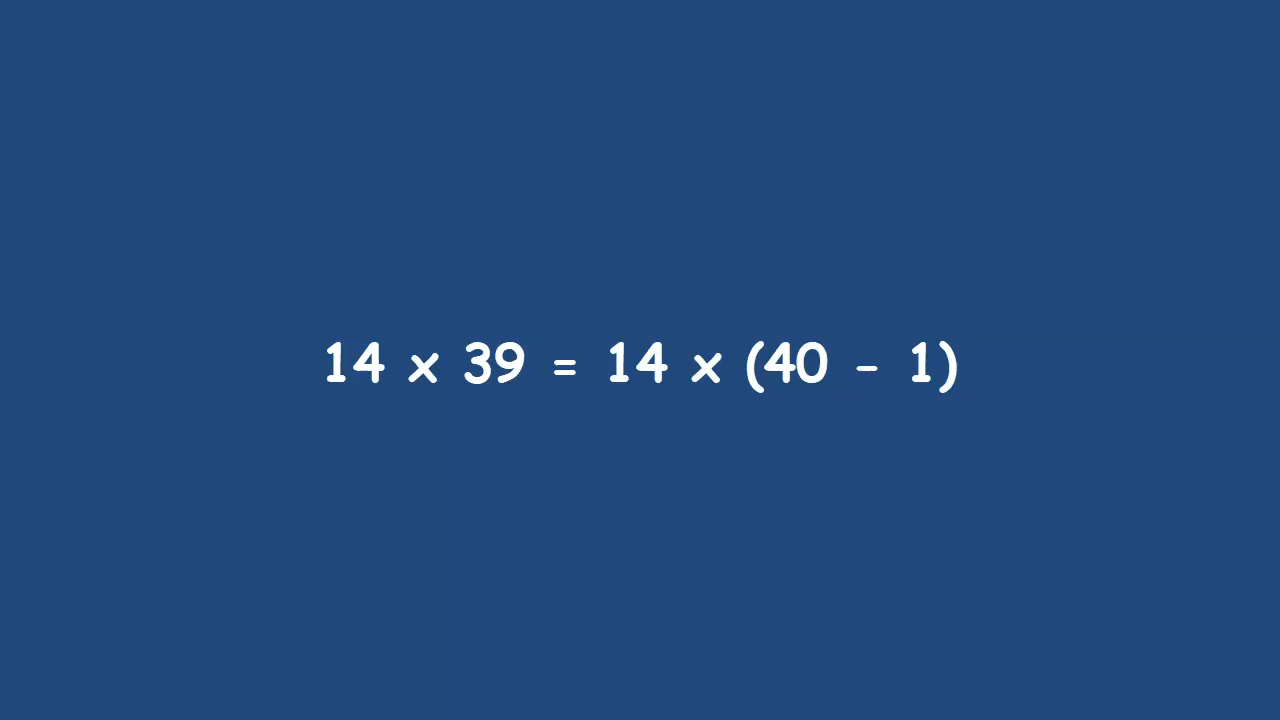 14 x 39 = 14 x (40 - 1)